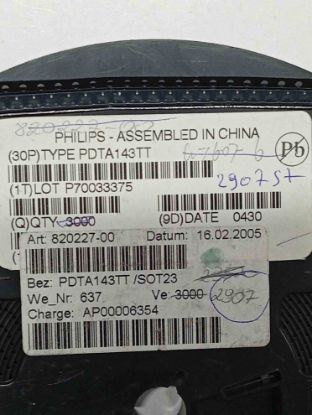 PHILIPS - ASSEMBLED IN CHINA
(30P)TYPE PDTA143TT
Pb
(1T)LOT P70033375
2907 ST
(Q)QTY 3000 (9D)DATE 0430
Art: 820227-00 Datum: 16.02.2005
Bez: PDTA143TT /SOT23
We_Nr: 637 Ve: 3000 2907
Charge: AP00006354